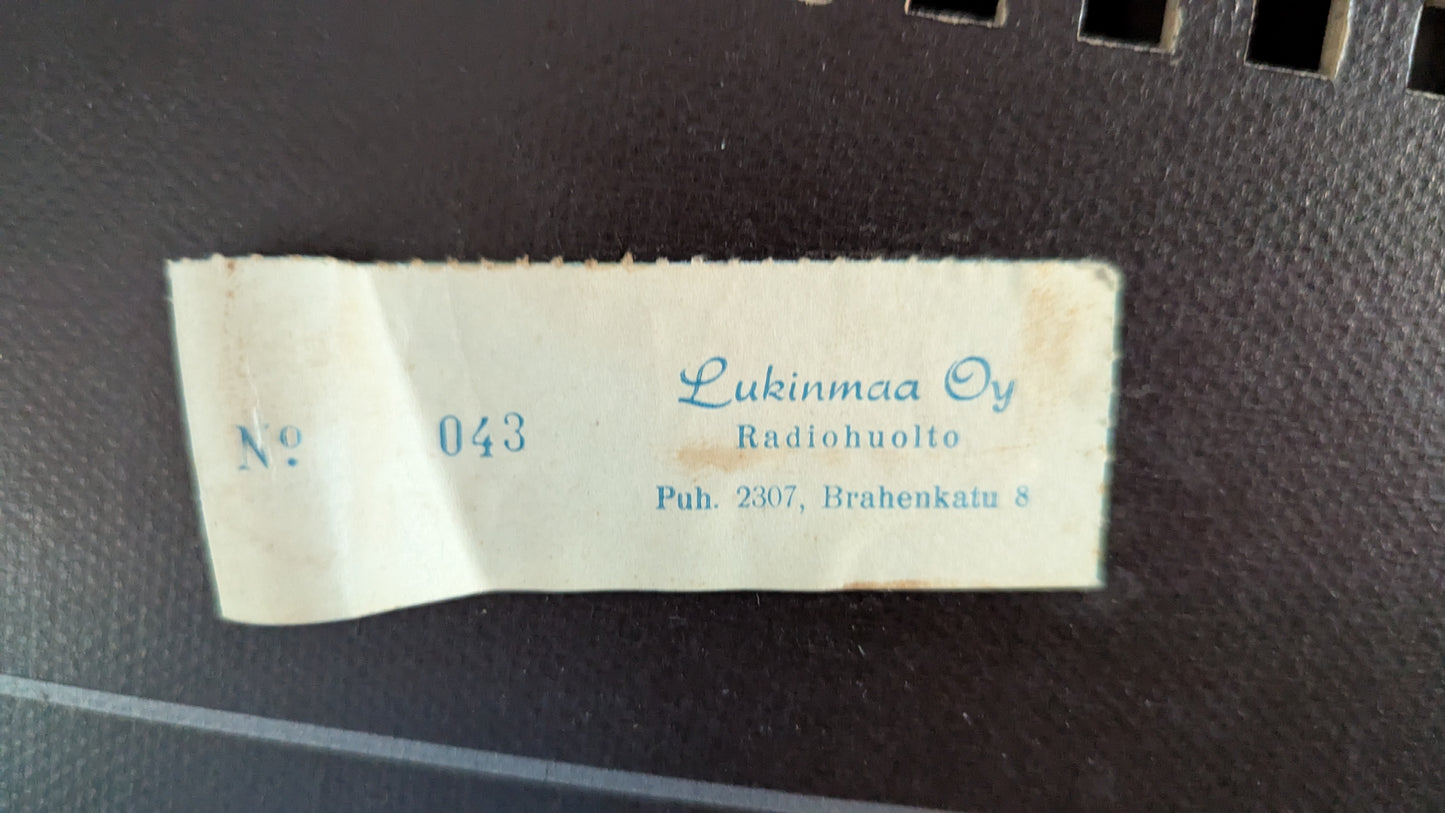 Lukinmaa Oy
Radiohuolto
Nº 043
Puh. 2307, Brahenkatu 8